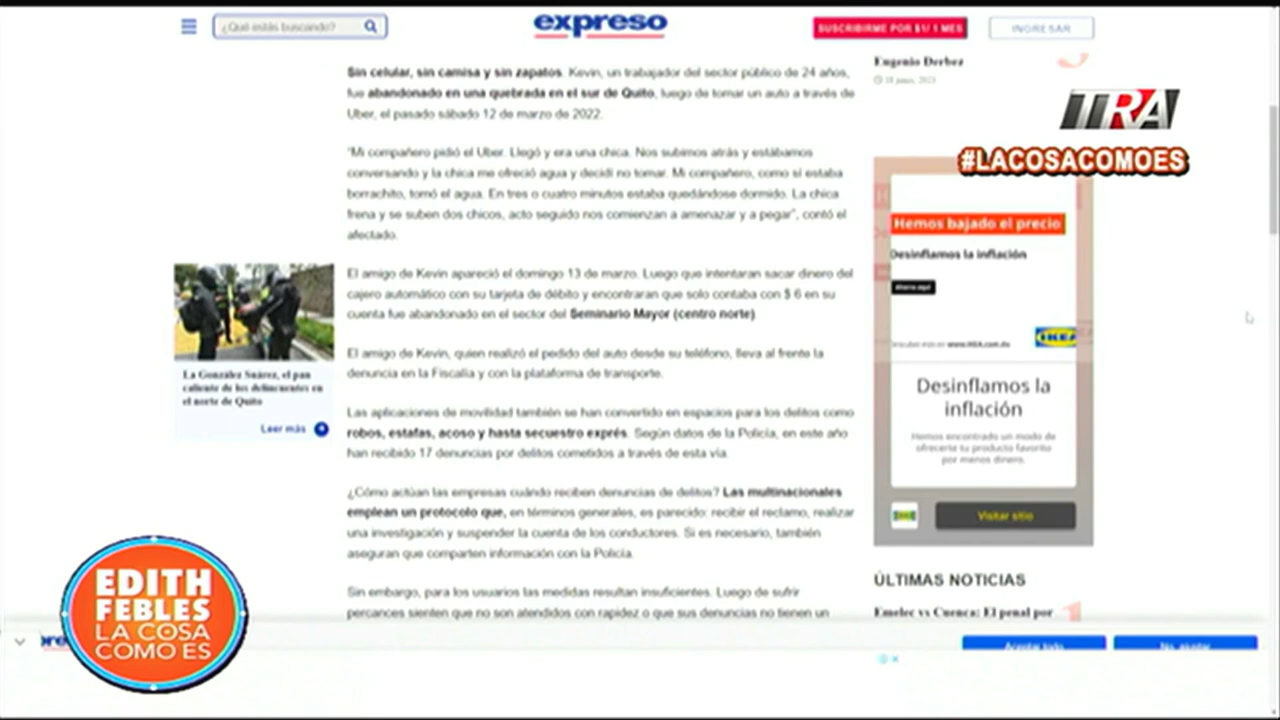 ¿Qué estás buscando?
expreso
SUSCRIBIRME POR $1/ 1 MES
INGRESAR
Sin celular, sin camisa y sin zapatos. Kevin, un trabajador del sector público de 24 años,
fue abandonado en una quebrada en el sur de Quito, luego de tomar un auto a través de
Uber, el pasado sábado 12 de marzo de 2022.
"Mi compañero pidió el Uber. Llegó y era una chica. Nos subimos atrás y estábamos
conversando y la chica me ofreció agua y decidí no tomar. Mi compañero, como sí estaba
borrachito, tomó el agua. En tres o cuatro minutos estaba quedándose dormido. La chica
frena y se suben dos chicos, acto seguido nos comienzan a amenazar y a pegar", contó el
afectado.
El amigo de Kevin apareció el domingo 13 de marzo. Luego que intentaran sacar dinero del
cajero automático con su tarjeta de débito y encontraran que solo contaba con $ 6 en su
cuenta fue abandonado en el sector del Seminario Mayor (centro norte)
El amigo de Kevin, quien realizó el pedido del auto desde su teléfono, lleva al frente la
denuncia en la Fiscalía y con la plataforma de transporte.
Las aplicaciones de movilidad también se han convertido en espacios para los delitos como
robos, estafas, acoso y hasta secuestro exprés. Según datos de la Policía, en este año
han recibido 17 denuncias por delitos cometidos a través de esta vía.
¿Cómo actúan las empresas cuándo reciben denuncias de delitos? Las multinacionales
emplean un protocolo que, en términos generales, es parecido: recibir el reclamo, realizar
una investigación y suspender la cuenta de los conductores. Si es necesario, también
aseguran que comparten información con la Policía.
Sin embargo, para los usuarios las medidas resultan insuficientes. Luego de sufrir
percances sienten que no son atendidos con rapidez o que sus denuncias no tienen un
La González Suárez, el pan
caliente de los delincuentes en
el norte de Quito
Leer más
Eugenio Derbez
TRA
#LACOSACOMOES
Hemos bajado el precio
Desinflamos la inflación
IKEA
Desinflamos la
inflación
Hemos encontrado un modo de
ofrecerte tu producto favorito
por menos dinero.
Visitar sitio
ÚLTIMAS NOTICIAS
Emelec vs Cuenca: El penal por
Aceptar todo
No, ajustar
EDITH
FEBLES
LA COSA
COMO ES